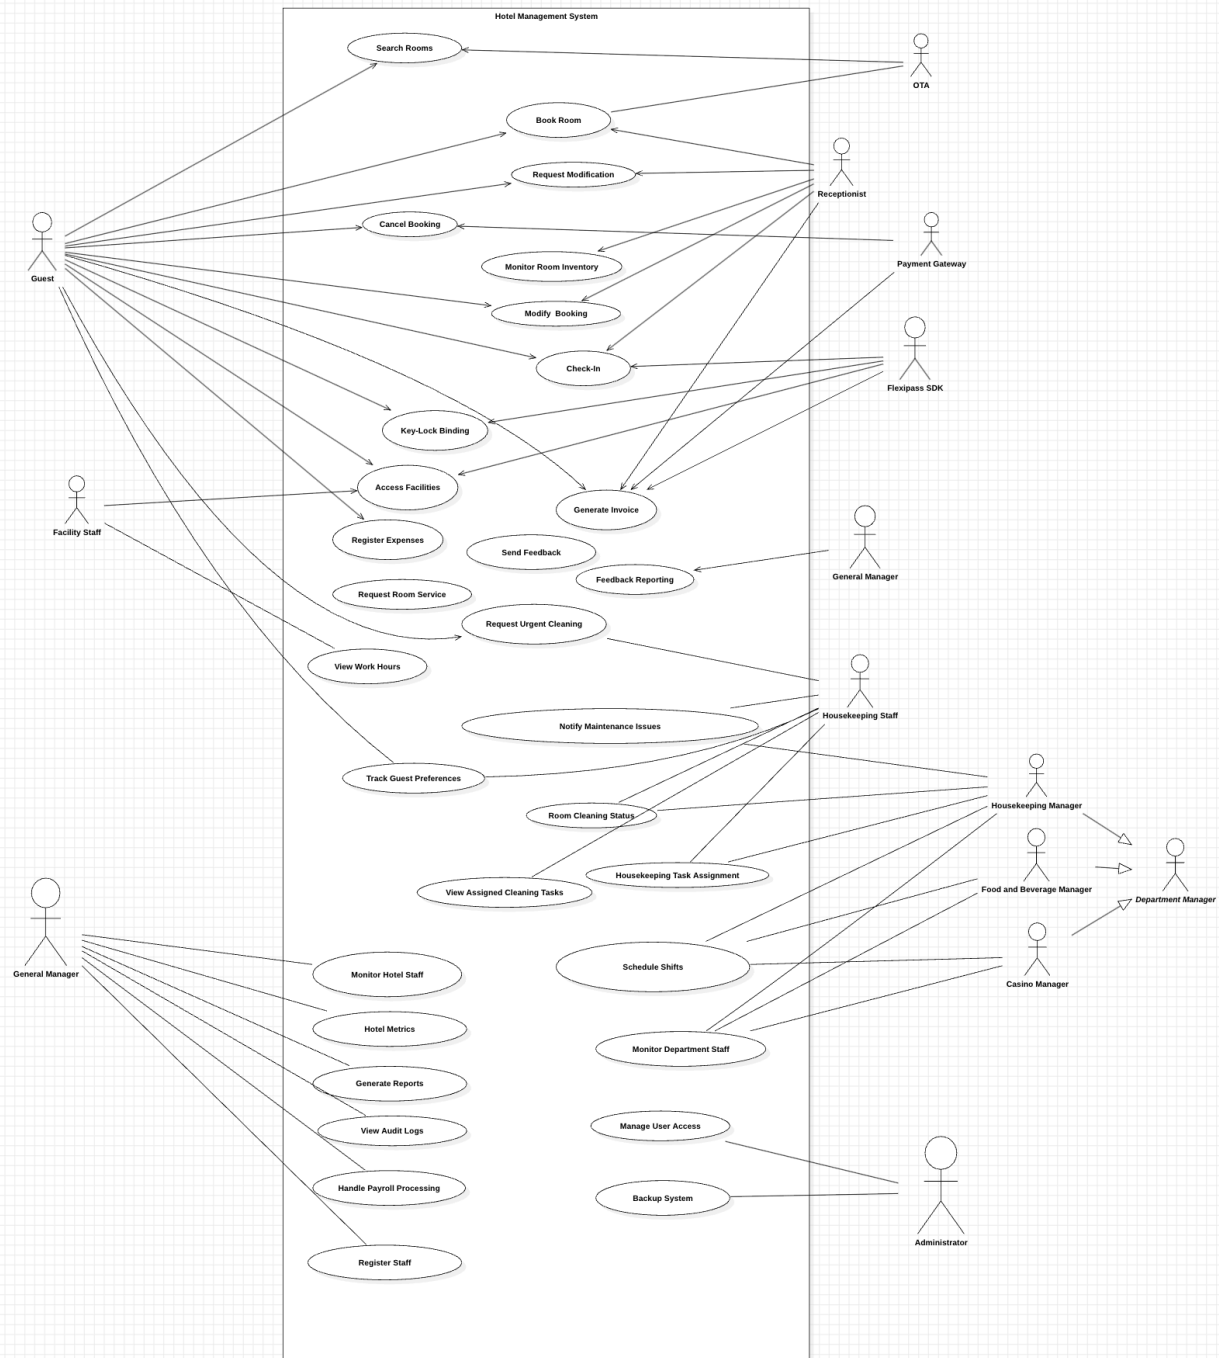 Hotel Management System
Search Rooms
OTA
Book Room
Request Modification
Receptionist
Cancel Booking
Payment Gateway
Guest
Monitor Room Inventory
Modify  Booking
Check-In
Flexipass SDK
Key-Lock Binding
Access Facilities
Generate Invoice
Facility Staff
Register Expenses
Send Feedback
Feedback Reporting
General Manager
Request Room Service
Request Urgent Cleaning
View Work Hours
Housekeeping Staff
Notify Maintenance Issues
Track Guest Preferences
Housekeeping Manager
Room Cleaning Status
Housekeeping Task Assignment
View Assigned Cleaning Tasks
Food and Beverage Manager
Department Manager
General Manager
Monitor Hotel Staff
Schedule Shifts
Casino Manager
Hotel Metrics
Monitor Department Staff
Generate Reports
View Audit Logs
Manage User Access
Handle Payroll Processing
Backup System
Administrator
Register Staff